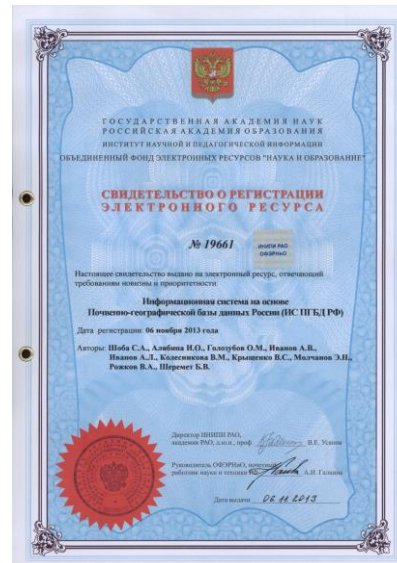 ГОСУДАРСТВЕННАЯ АКАДЕМИЯ НАУК
РОССИЙСКАЯ АКАДЕМИЯ ОБРАЗОВАНИЯ
ИНСТИТУТ НАУЧНОЙ И ПЕДАГОГИЧЕСКОЙ ИНФОРМАЦИИ
ОБЪЕДИНЕННЫЙ ФОНД ЭЛЕКТРОННЫХ РЕСУРСОВ "НАУКА И ОБРАЗОВАНИЕ"
СВИДЕТЕЛЬСТВО О РЕГИСТРАЦИИ
ЭЛЕКТРОННОГО РЕСУРСА
№ 19661
ИНИПИ РАО
ОФЭРНиО
Настоящее свидетельство выдано на электронный ресурс, отвечающий
требованиям новизны и приоритетности
Информационная система на основе
Почвенно-географической базы данных России (ИС ПГБД РФ)
Дата регистрации: 06 ноября 2013 года
Авторы: Шоба С.А., Алябина И.О., Голозубов О.М., Иванов А.В.,
Иванов А.Л., Колесникова В.М., Крыщенко В.С., Молчанов Э.Н.,
Рожков В.А., Шеремет Б.В.
Директор ИНИПИ РАО,
академик РАО, д.ю.н., проф. В.Е. Усанов
Руководитель ОФЭРНиО, почетный
работник науки и техники А.И. Галкина
Дата выдачи 06.11.2013